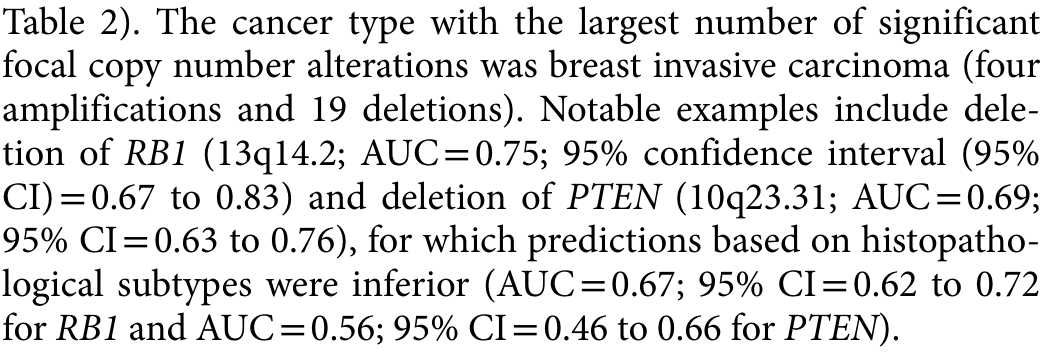 Table 2). The cancer type with the largest number of significant
focal copy number alterations was breast invasive carcinoma (four
amplifications and 19 deletions). Notable examples include dele-
tion of RB1 (13q14.2; AUC = 0.75; 95% confidence interval (95%
CI) = 0.67 to 0.83) and deletion of PTEN (10q23.31; AUC = 0.69;
95% CI = 0.63 to 0.76), for which predictions based on histopatho-
logical subtypes were inferior (AUC = 0.67; 95% CI = 0.62 to 0.72
for RB1 and AUC = 0.56; 95% CI = 0.46 to 0.66 for PTEN).